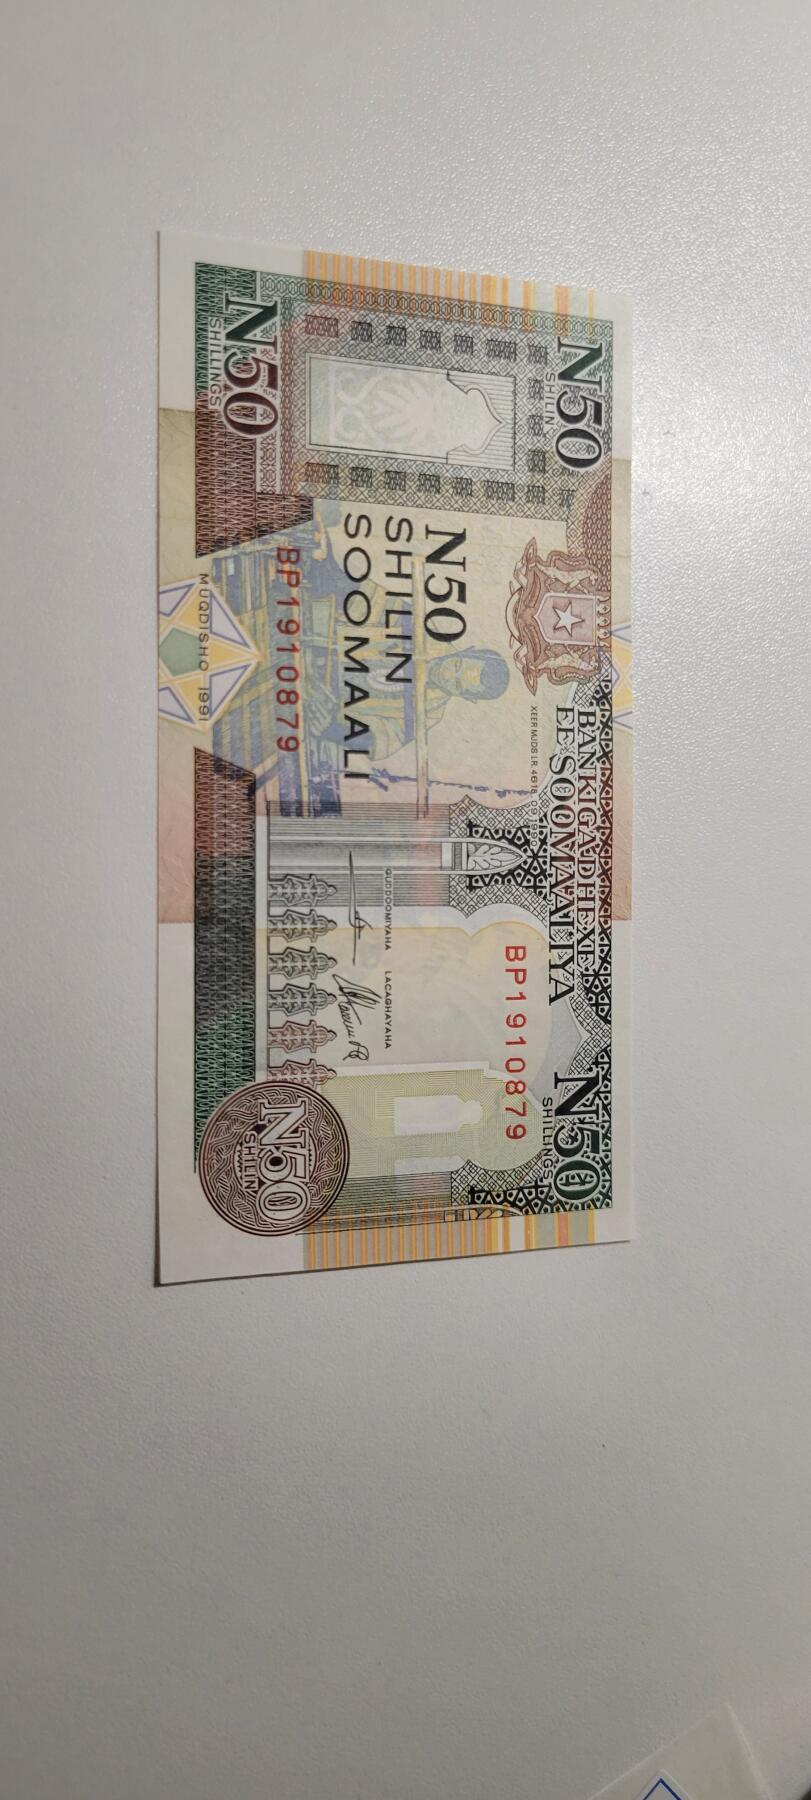 N50
SHILIN
BANKIGA DHEXE
EE SOOMAALIYA
N50
SHILLINGS
BP1910879
N50
SHILIN
SOOMAALI
GUDDOOMIYAHA
LACAGHAYAHA
BP1910879
N50
SHILLINGS
MUQDISHO 1991
N50
SHILIN